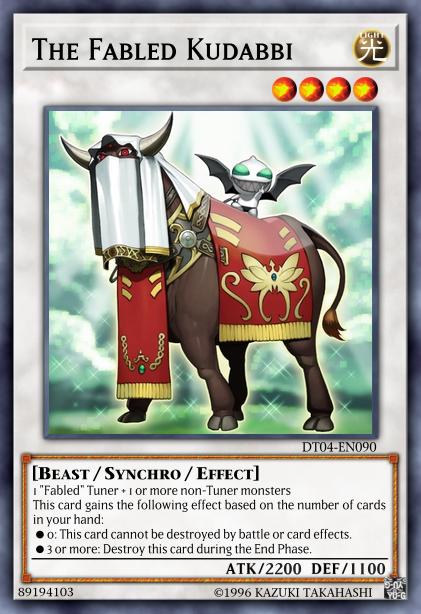 The Fabled Kudabbi
LIGHT
光
DT04-EN090
[Beast / Synchro / Effect]
1 "Fabled" Tuner + 1 or more non-Tuner monsters
This card gains the following effect based on the number of cards
in your hand:
● 0: This card cannot be destroyed by battle or card effects.
● 3 or more: Destroy this card during the End Phase.
ATK/2200 DEF/1100
89194103
©1996 KAZUKI TAKAHASHI